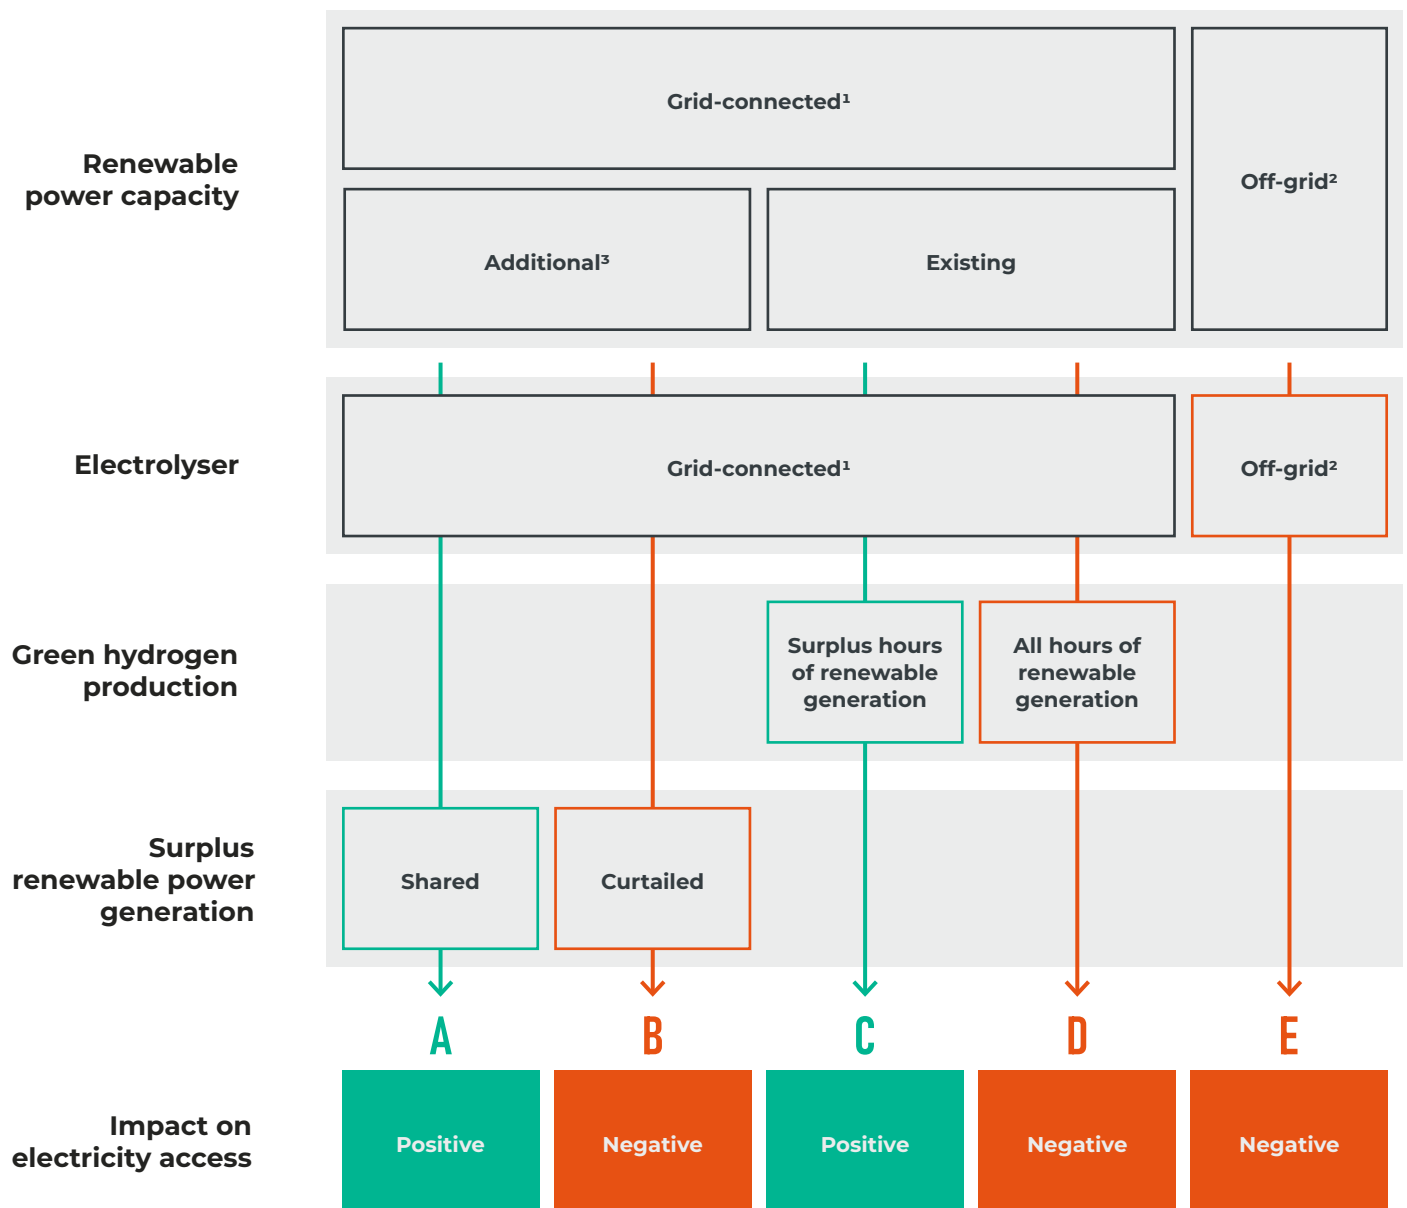 Renewable
power capacity
Grid-connected¹
Off-grid²
Additional³
Existing
Electrolyser
Grid-connected¹
Off-grid²
Green hydrogen
production
Surplus hours
of renewable
generation
All hours of
renewable
generation
Surplus
renewable power
generation
Shared
Curtailed
A
B
C
D
E
Impact on
electricity access
Positive
Negative
Positive
Negative
Negative